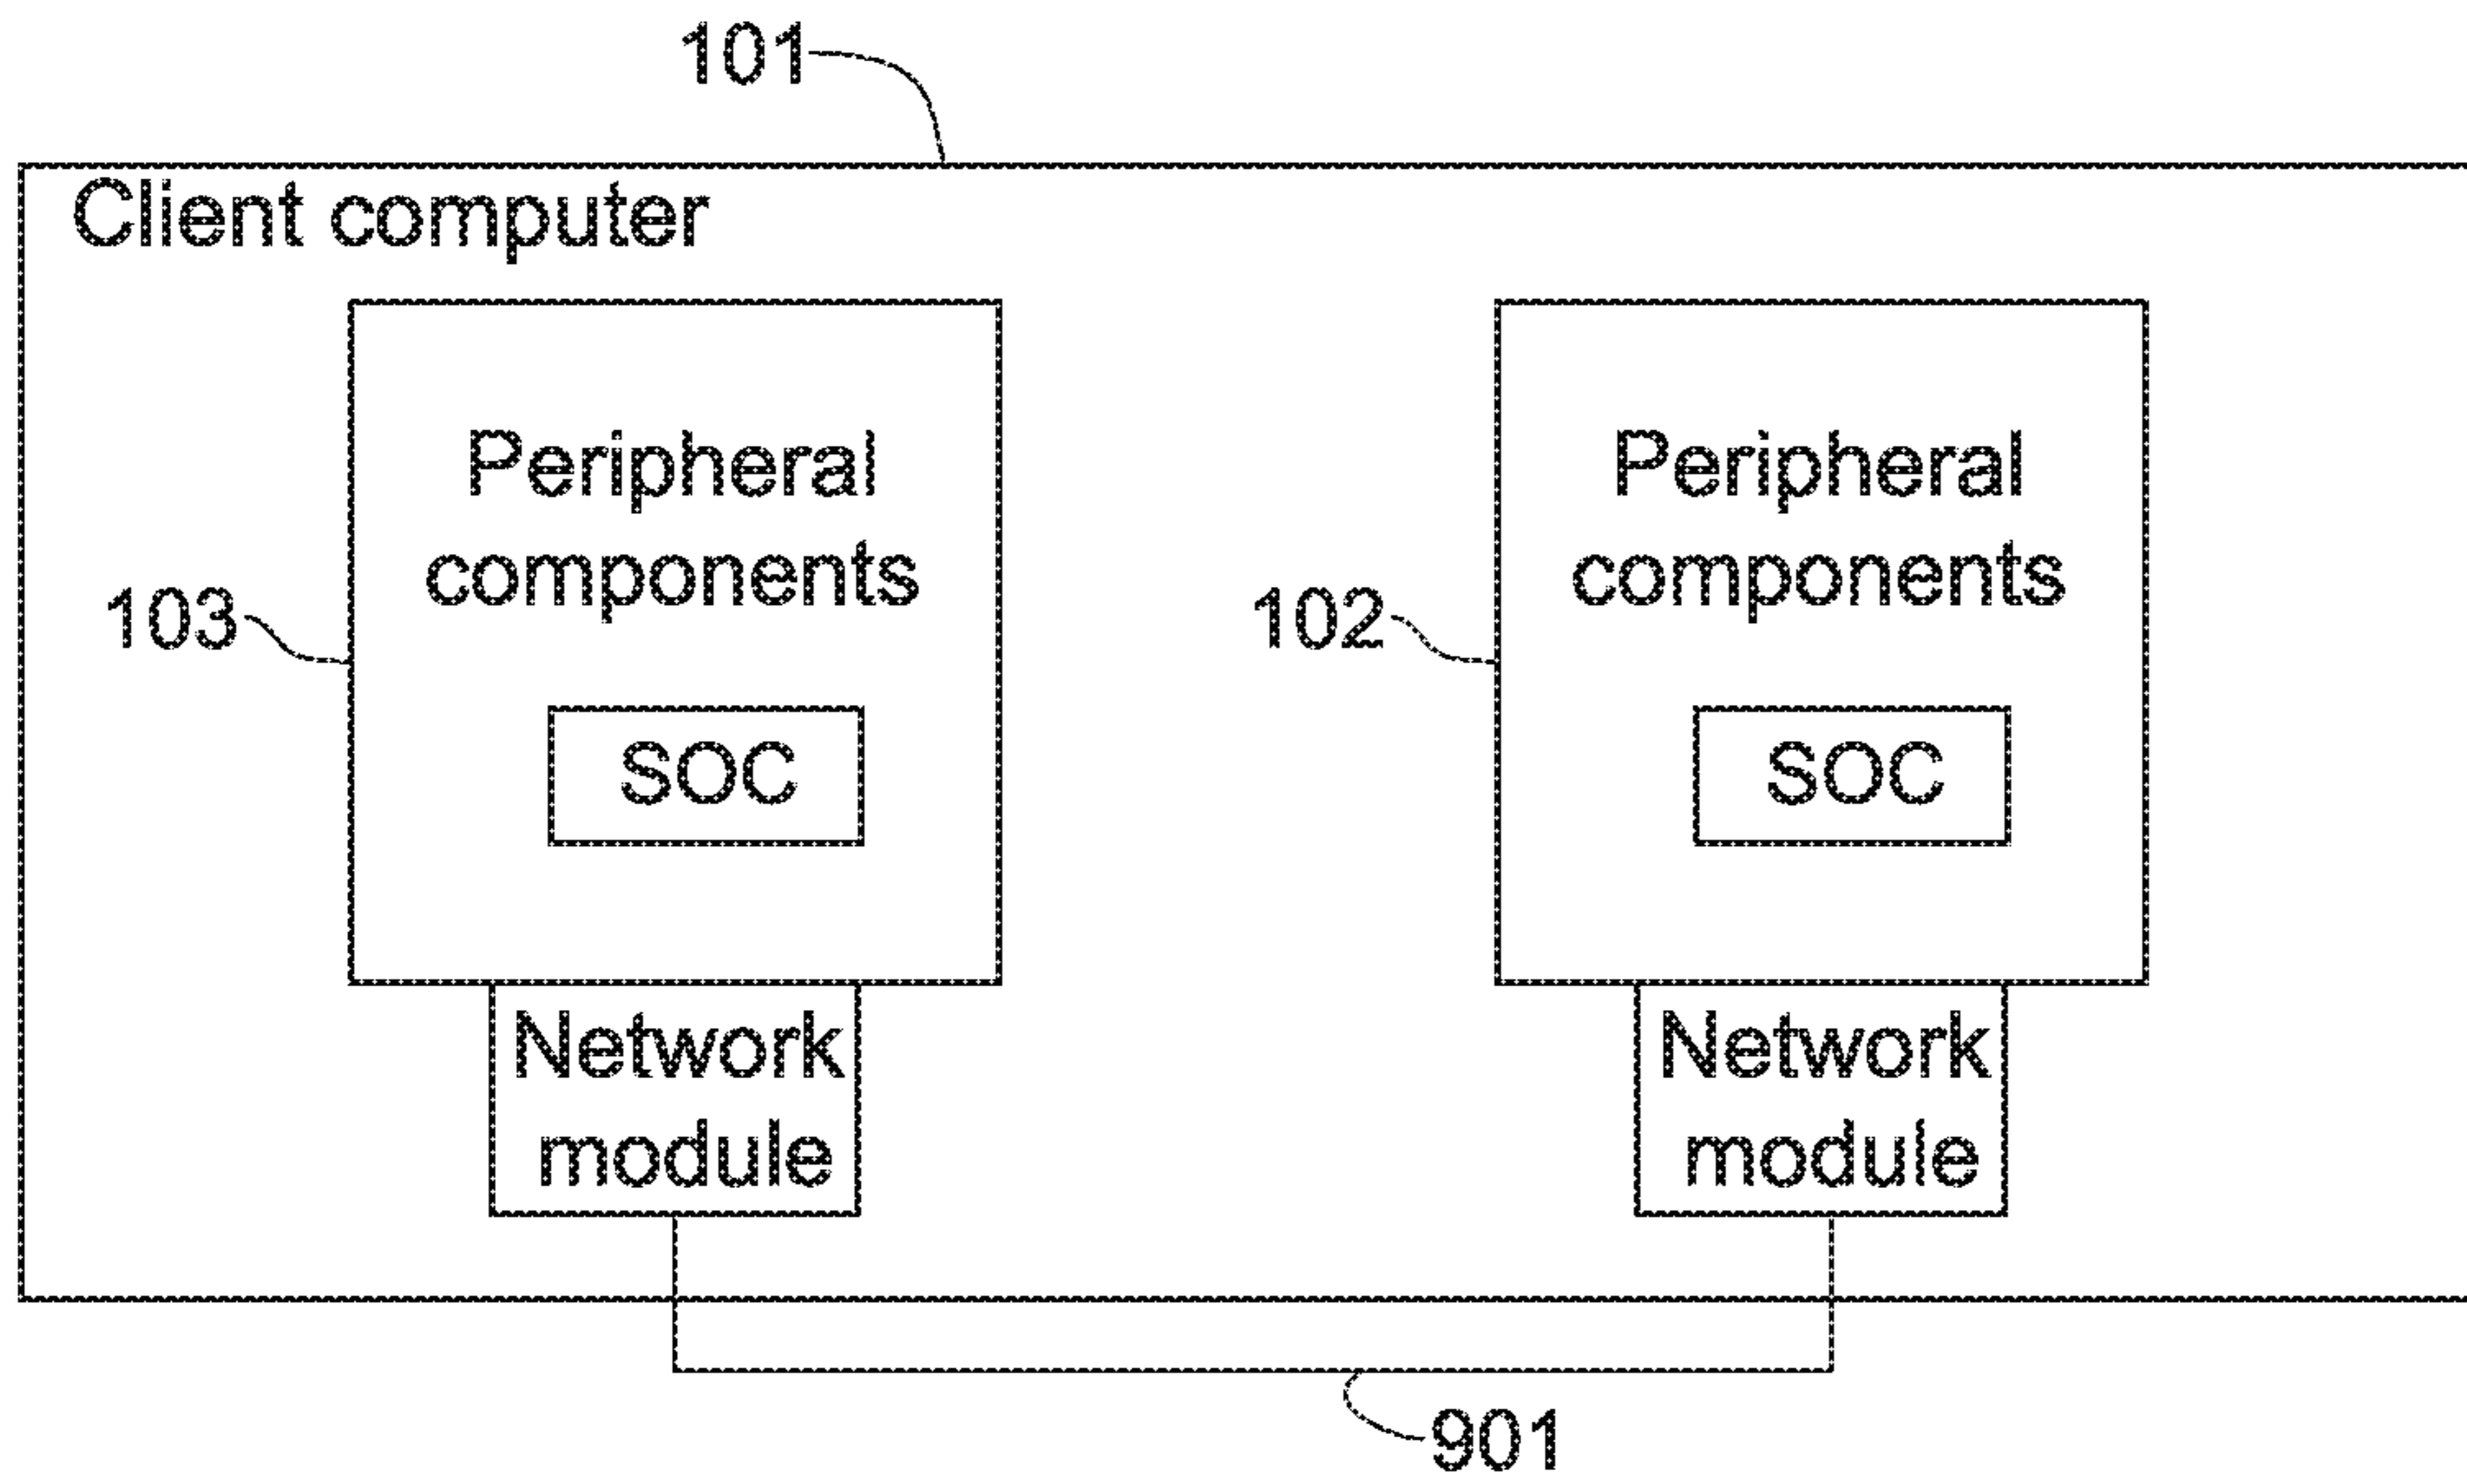 101
Client computer
Peripheral
components
103
SOC
Network
module
Peripheral
components
102
SOC
Network
module
901